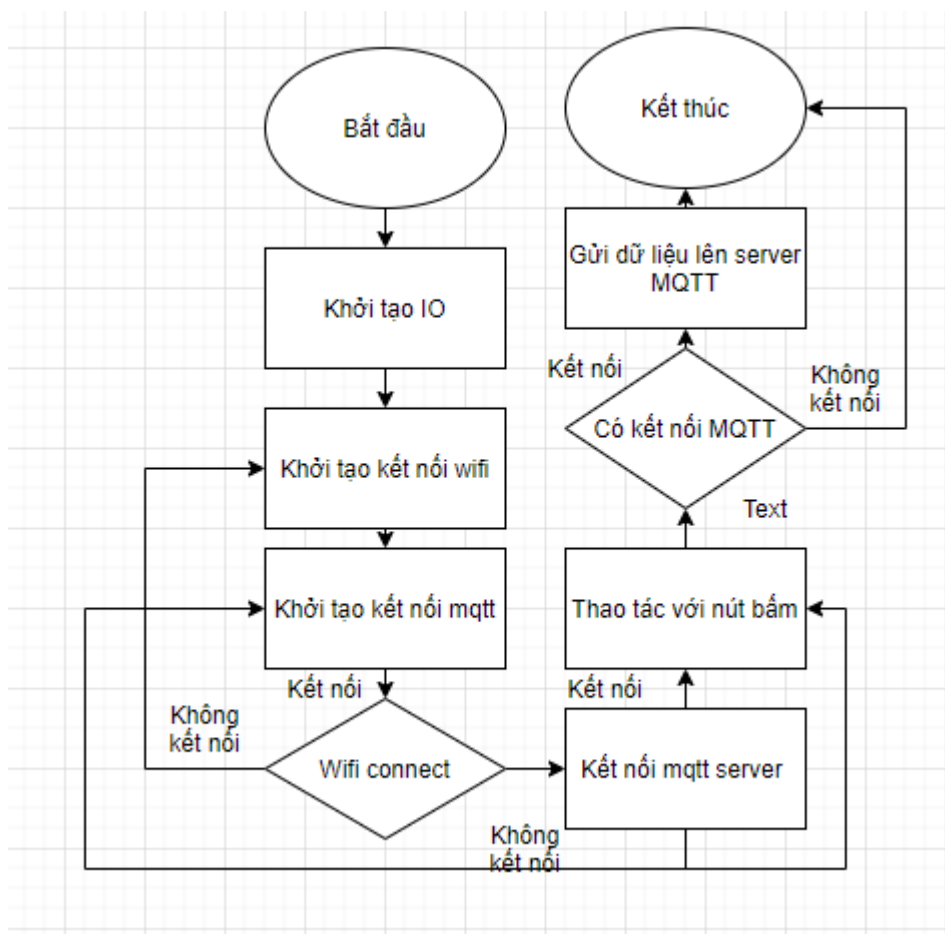 Bắt đầu
Khởi tạo IO
Khởi tạo kết nối wifi
Khởi tạo kết nối mqtt
Kết nối
Không
kết nối
Wifi connect
Không
kết nối
Kết nối mqtt server
Kết nối
Thao tác với nút bấm
Text
Có kết nối MQTT
Kết nối
Không
kết nối
Gửi dữ liệu lên server
MQTT
Kết thúc